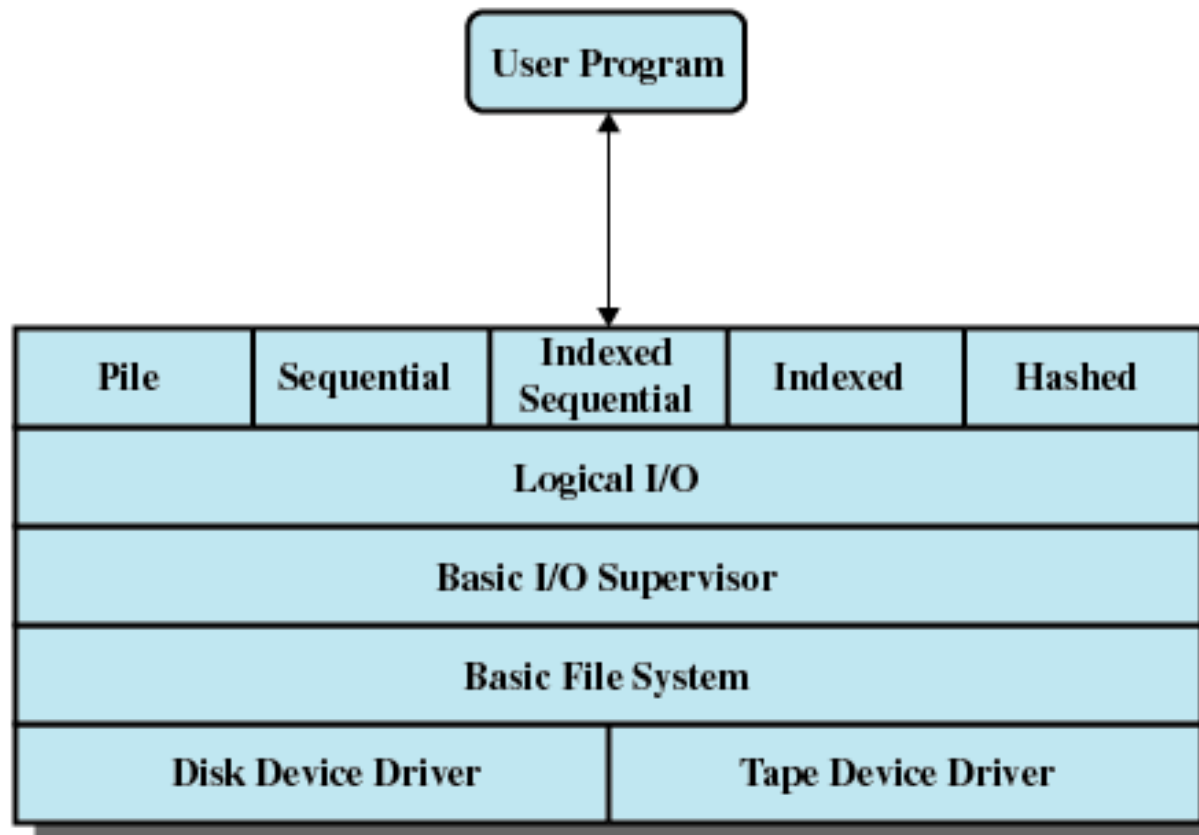 User Program
Pile
Sequential
Indexed
Sequential
Indexed
Hashed
Logical I/O
Basic I/O Supervisor
Basic File System
Disk Device Driver
Tape Device Driver